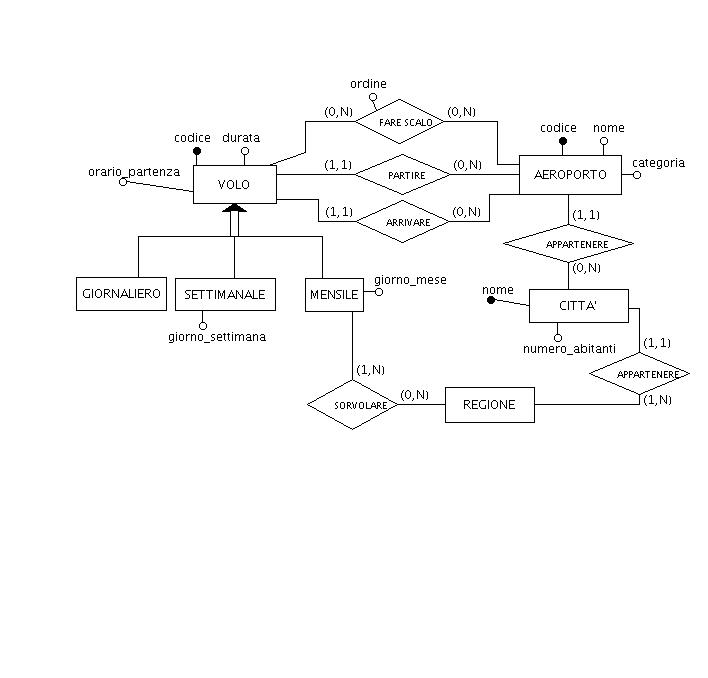 ordine
(0,N) (0,N)
FARE SCALO
codice durata codice nome
orario_partenza (1,1) (0,N) categoria
VOLO PARTIRE AEROPORTO
(1,1) (0,N)
ARRIVARE (1,1)
APPARTENERE
(0,N)
GIORNALIERO SETTIMANALE MENSILE giorno_mese nome
CITTA'
giorno_settimana (1,1) numero_abitanti
(1,N) APPARTENERE
(0,N) (1,N)
SORVOLARE REGIONE